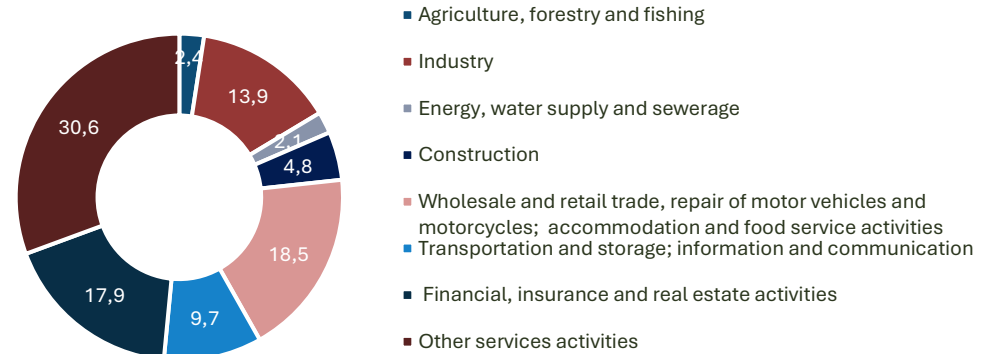 2,4
13,9
2,1
4,8
18,5
9,7
17,9
30,6
Agriculture, forestry and fishing
Industry
Energy, water supply and sewerage
Construction
Wholesale and retail trade, repair of motor vehicles and
motorcycles;  accommodation and food service activities
Transportation and storage; information and communication
Financial, insurance and real estate activities
Other services activities